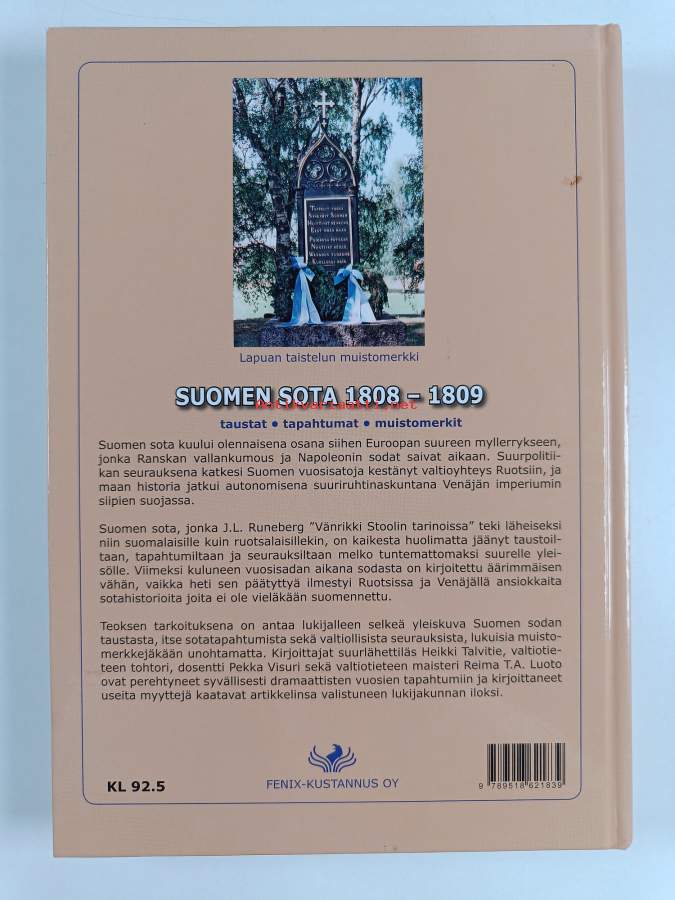 TAISTELUT VAARI
Lapuan taistelun muistomerkki
SUOMEN SOTA 1808 – 1809
Antikvariaatti.net
taustat • tapahtumat • muistomerkit
Suomen sota kuului olennaisena osana siihen Euroopan suureen myllerrykseen,
jonka Ranskan vallankumous ja Napoleonin sodat saivat aikaan. Suurpolitii-
kan seurauksena katkesi Suomen vuosisatoja kestänyt valtioyhteys Ruotsiin, ja
maan historia jatkui autonomisena suuriruhtinaskuntana Venäjän imperiumin
siipien suojassa.
Suomen sota, jonka J.L. Runeberg ”Vänrikki Stoolin tarinoissa” teki läheiseksi
niin suomalaisille kuin ruotsalaisillekin, on kaikesta huolimatta jäänyt taustoil-
taan, tapahtumiltaan ja seurauksiltaan melko tuntemattomaksi suurelle ylei-
sölle. Viimeksi kuluneen vuosisadan aikana sodasta on kirjoitettu äärimmäisen
vähän, vaikka heti sen päätyttyä ilmestyi Ruotsissa ja Venäjällä ansiokkaita
sotahistorioita joita ei ole vieläkään suomennettu.
Teoksen tarkoituksena on antaa lukijalleen selkeä yleiskuva Suomen sodan
taustasta, itse sotatapahtumista sekä valtiollisista seurauksista, lukuisia muisto-
merkkejäkään unohtamatta. Kirjoittajat suurlähettiläs Heikki Talvitie, valtiotie-
teen tohtori, dosentti Pekka Visuri sekä valtiotieteen maisteri Reima T.A. Luoto
ovat perehtyneet syvällisesti dramaattisten vuosien tapahtumiin ja kirjoittaneet
useita myyttejä kaatavat artikkelinsa valistuneen lukijakunnan iloksi.
KL 92.5
FENIX-KUSTANNUS OY
9 789518 621839